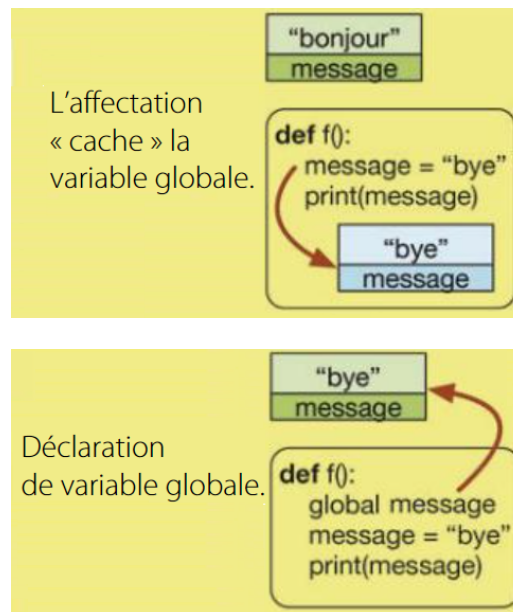 “bonjour”
message
L’affectation
« cache » la
variable globale.
def f():
message = “bye”
print(message)
“bye”
message
“bye”
message
Déclaration
de variable globale.
def f():
global message
message = “bye”
print(message)